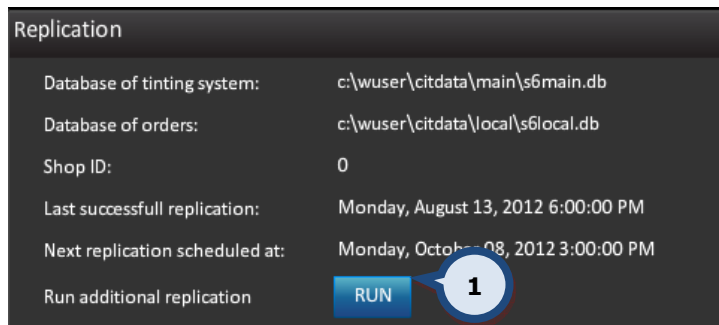 Replication
Database of tinting system: c:\wuser\citdata\main\s6main.db
Database of orders: c:\wuser\citdata\local\s6local.db
Shop ID: 0
Last successfull replication: Monday, August 13, 2012 6:00:00 PM
Next replication scheduled at: Monday, October 08, 2012 3:00:00 PM
Run additional replication RUN 1